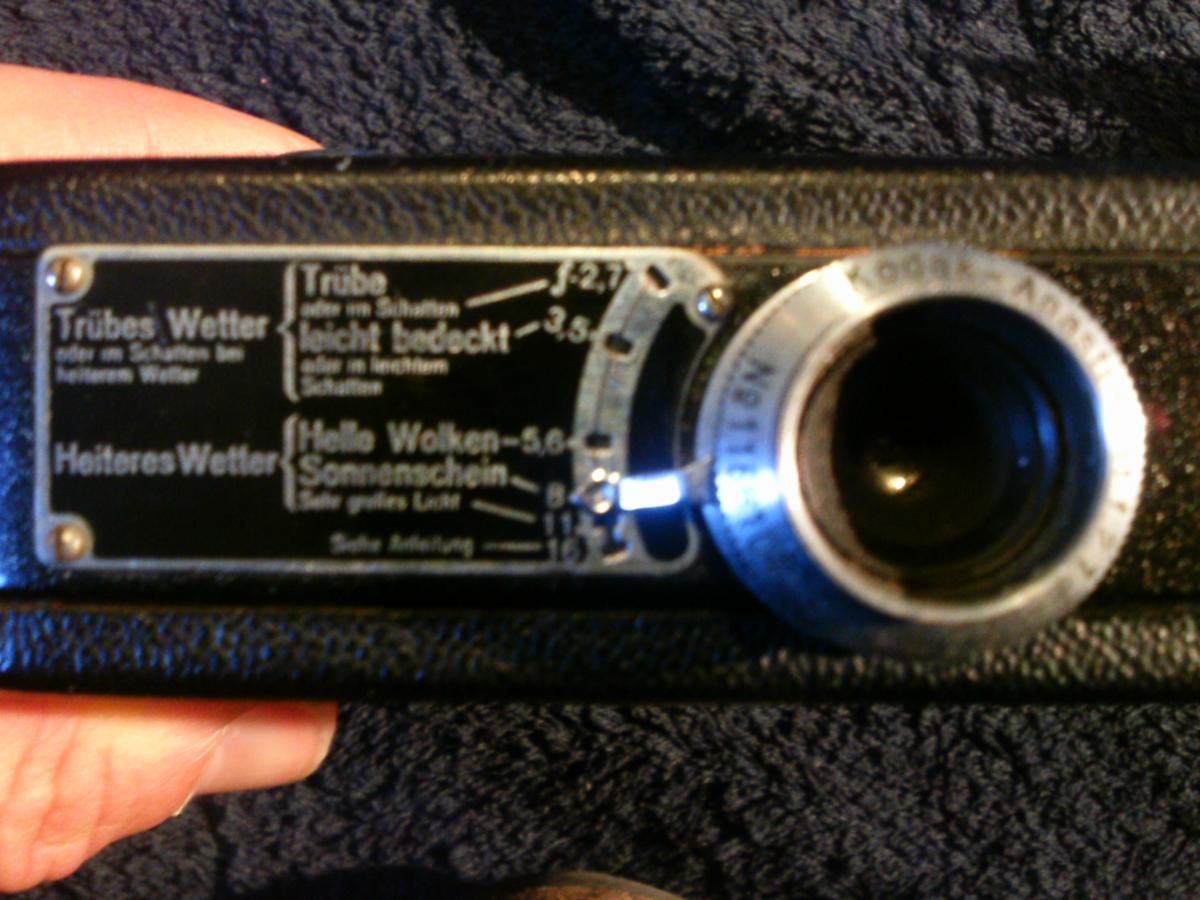 Trübes Wetter
oder im Schatten bei
heiterem Wetter
Trübe
oder im Schatten
f-2,7
leicht bedeckt
3,5
oder in leichtem
Schatten
Heiteres Wetter
Helle Wolken-5,6
Sonnenschein
8
Sehr grelles Licht
11
Siehe Anleitung
16
Kodak-Anastig